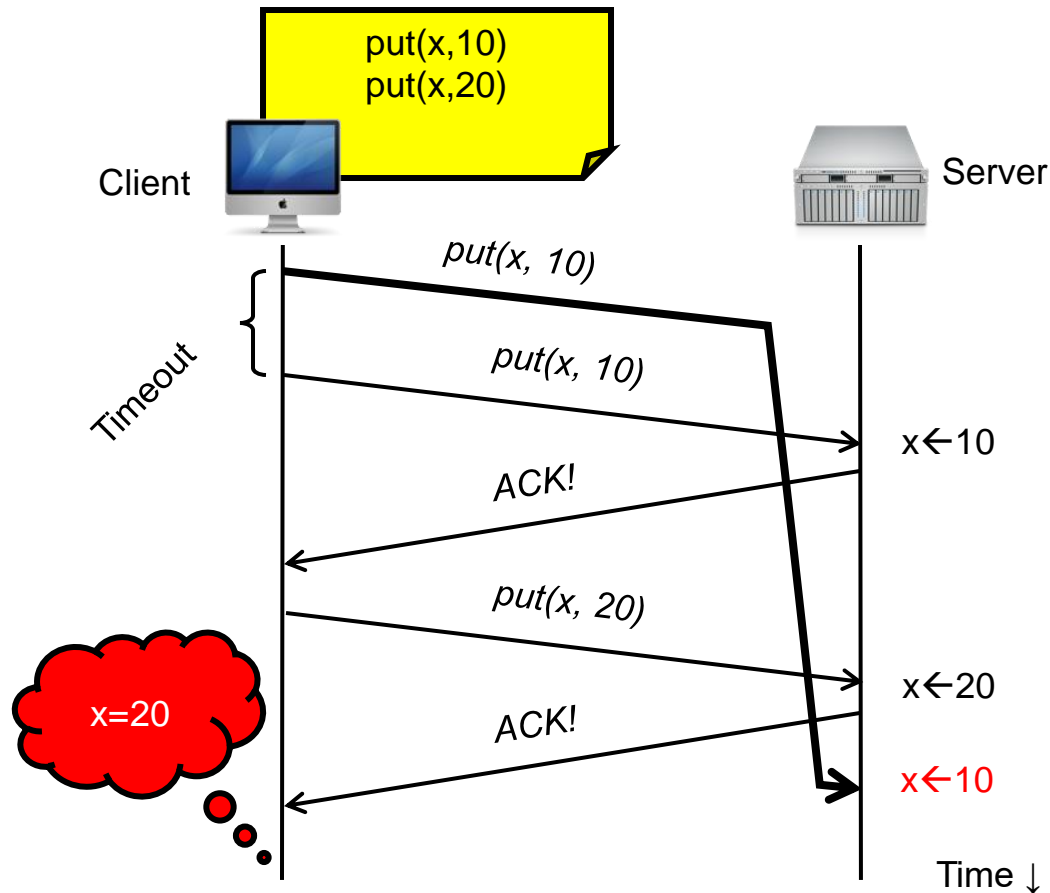 put(x,10)
put(x,20)
Client
Server
put(x, 10)
Timeout
put(x, 10)
x←10
ACK!
put(x, 20)
x←20
x=20
ACK!
x←10
Time ↓